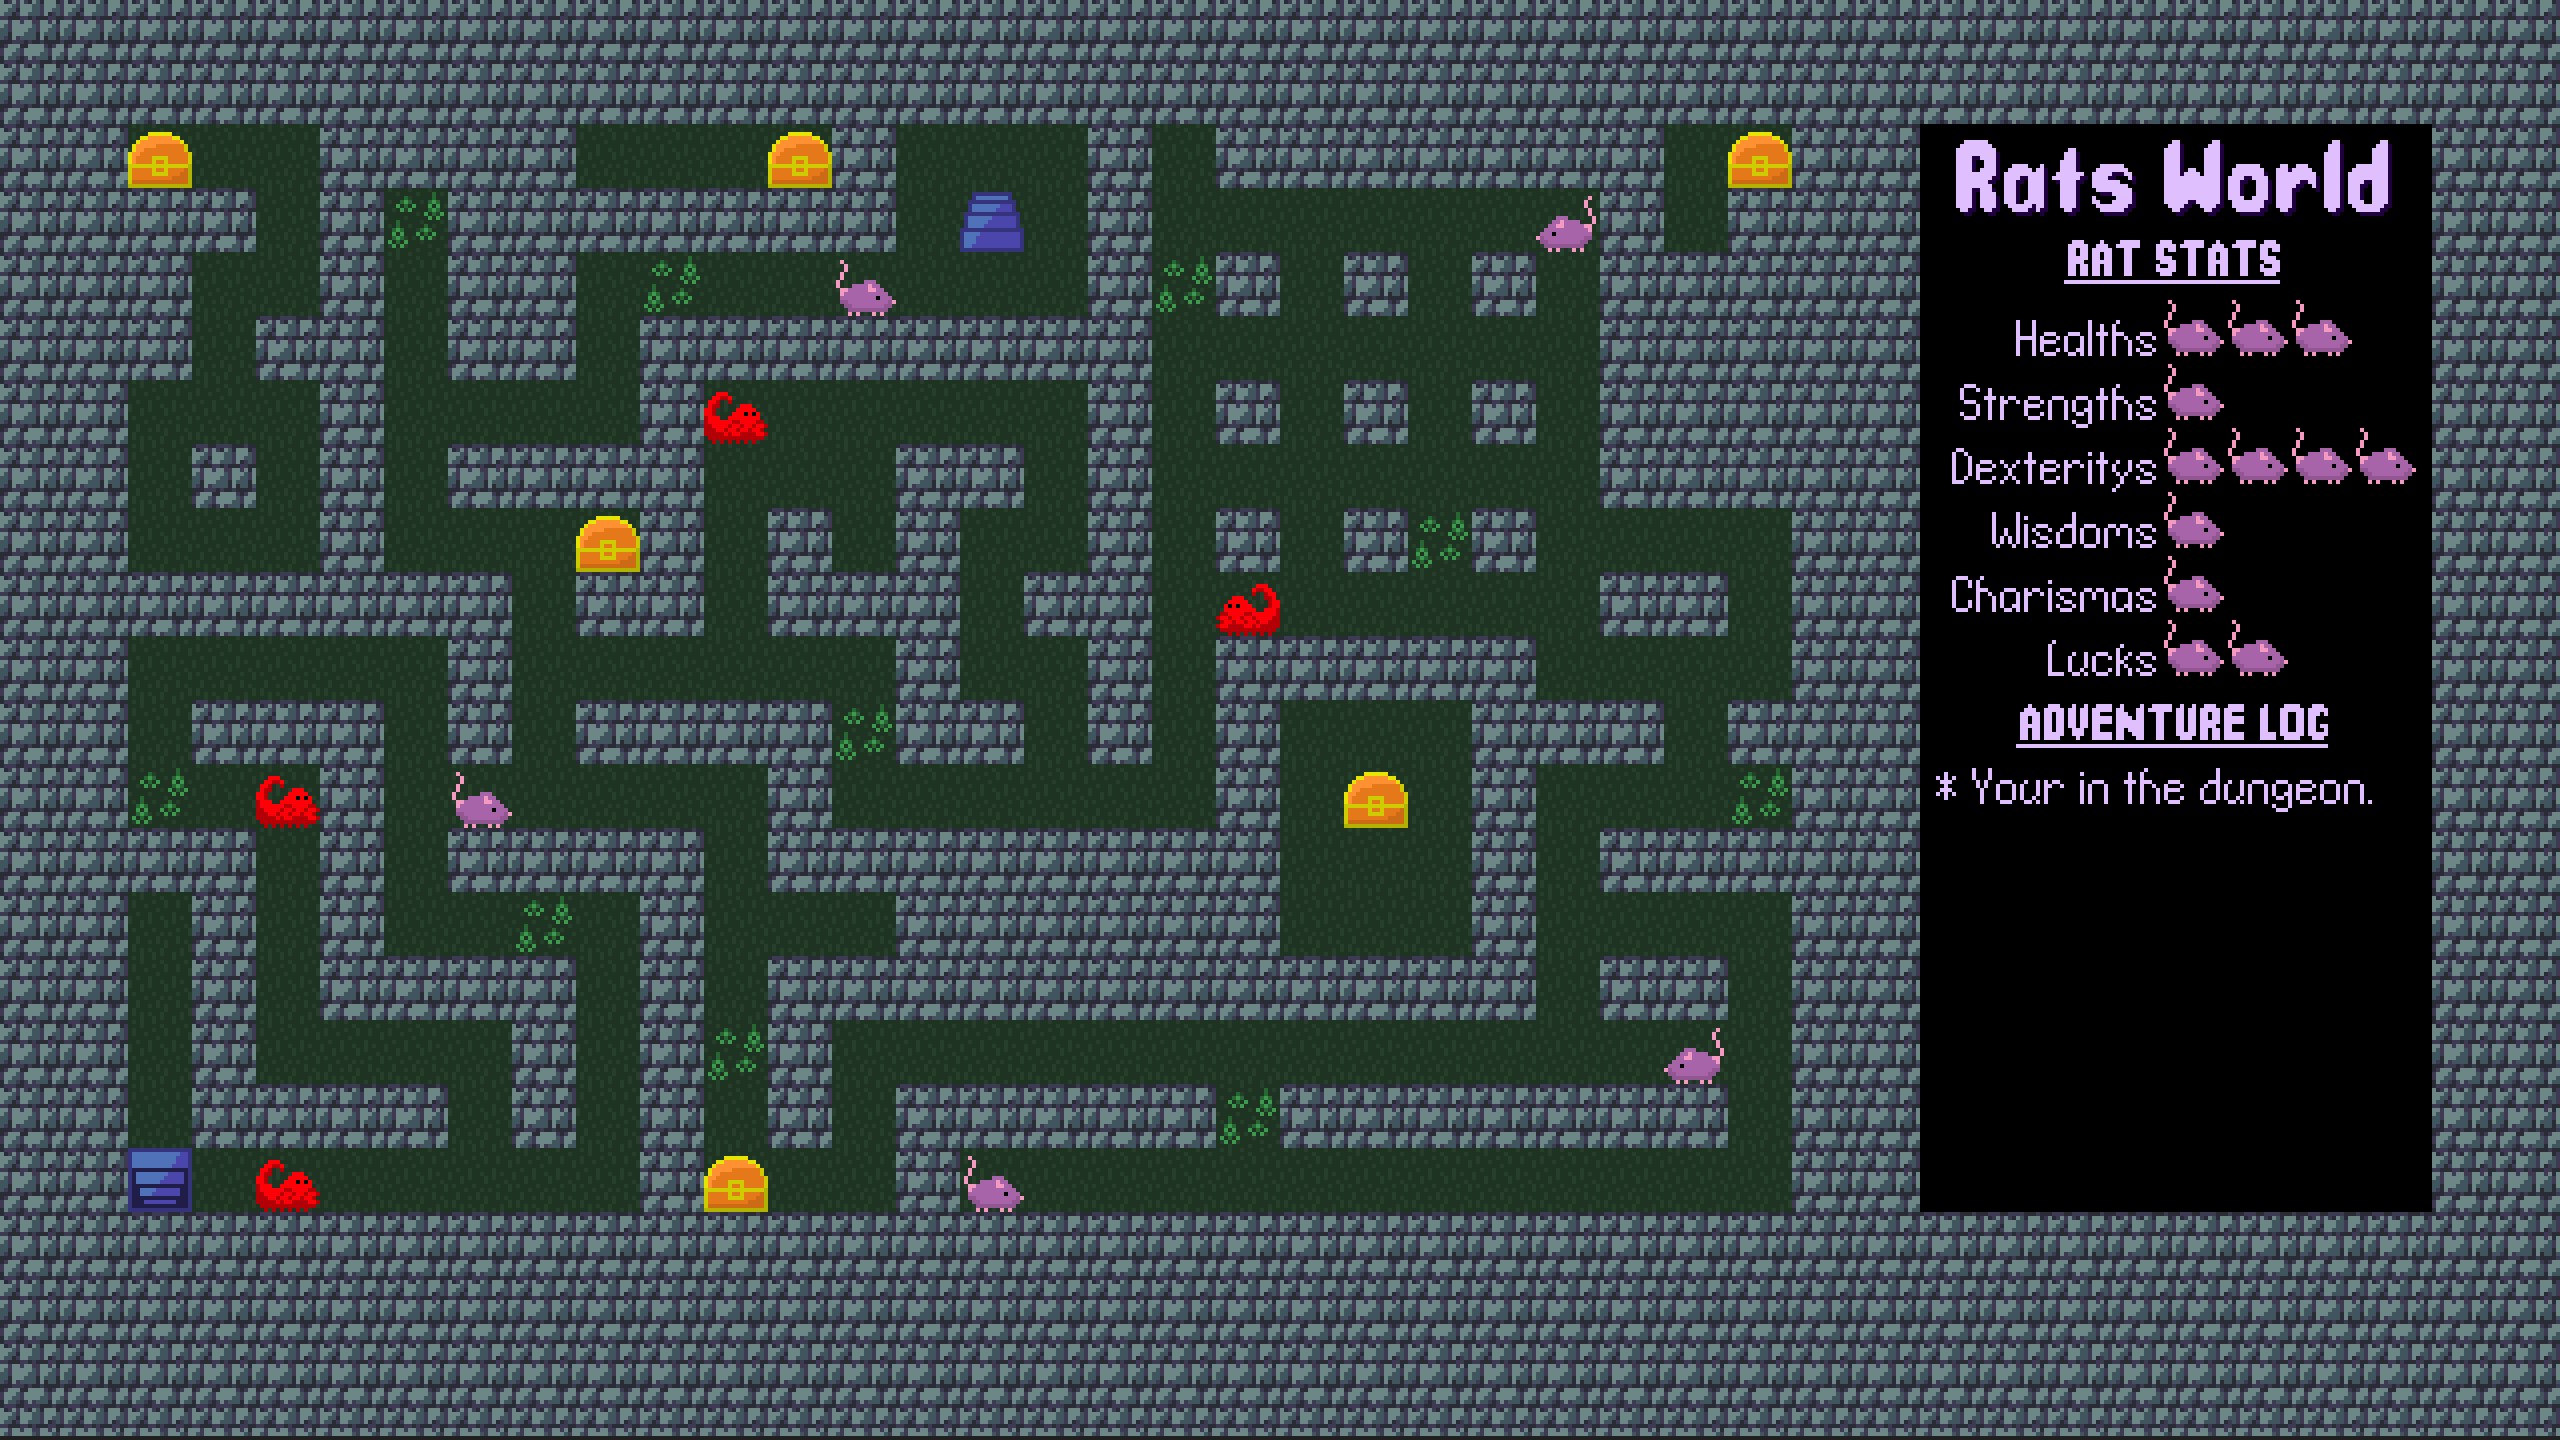 Rats World
RAT STATS
Healths
Strengths
Dexteritys
Wisdoms
Charismas
Lucks
ADVENTURE LOG
* Your in the dungeon.